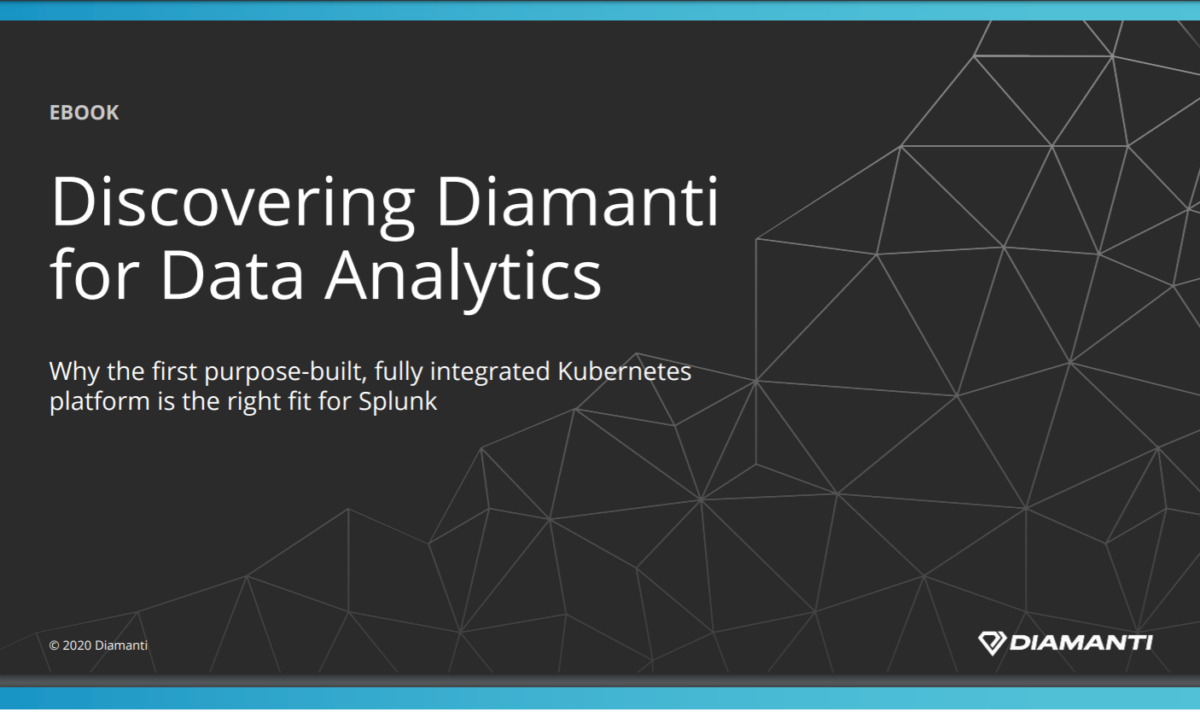 EBOOK
Discovering Diamanti
for Data Analytics
Why the first purpose-built, fully integrated Kubernetes
platform is the right fit for Splunk
© 2020 Diamanti
DIAMANTI